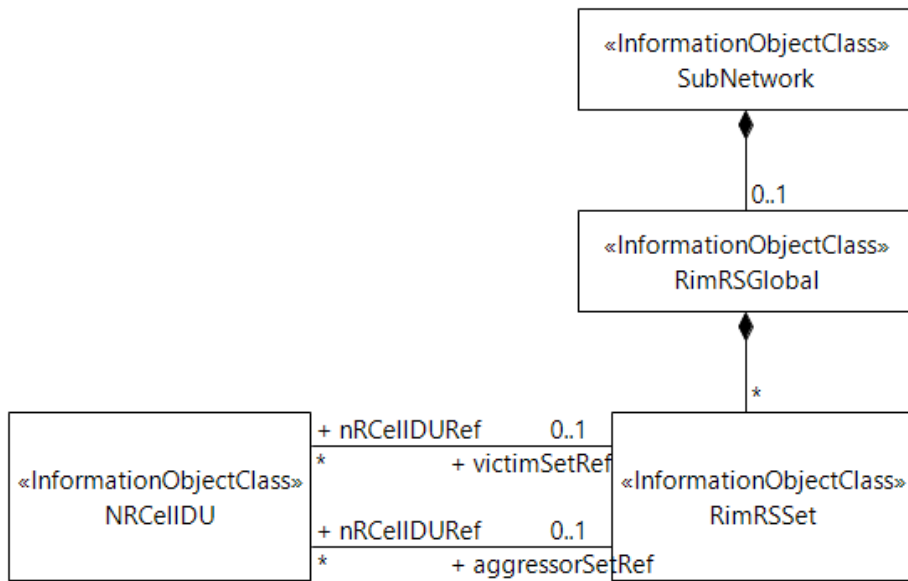 «InformationObjectClass»
SubNetwork
0..1
«InformationObjectClass»
RimRSGlobal
*
+ nRCellDURef 0..1
* + victimSetRef
«InformationObjectClass»
NRCellDU
«InformationObjectClass»
RimRSSet
+ nRCellDURef 0..1
* + aggressorSetRef